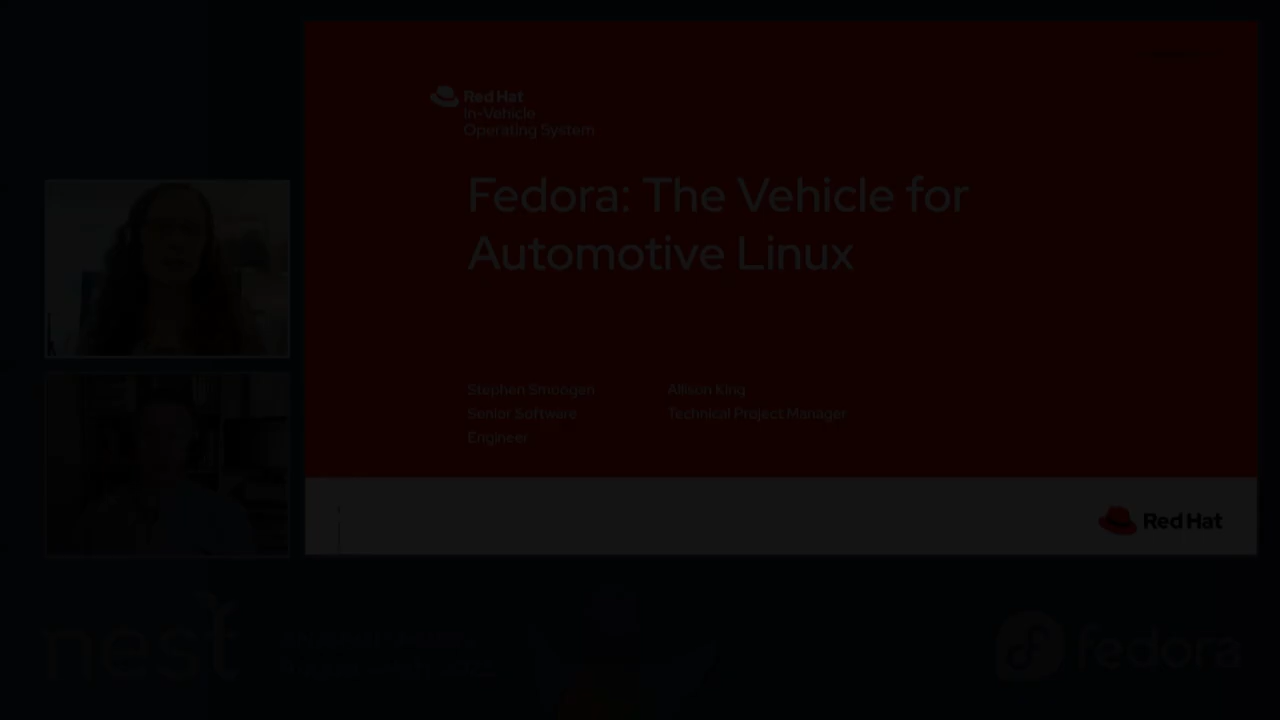 Red Hat
In-Vehicle
Operating System
Fedora: The Vehicle for
Automotive Linux
Stephen Smoogen
Allison King
Senior Software
Technical Project Manager
Engineer
Red Hat
nest
fedora